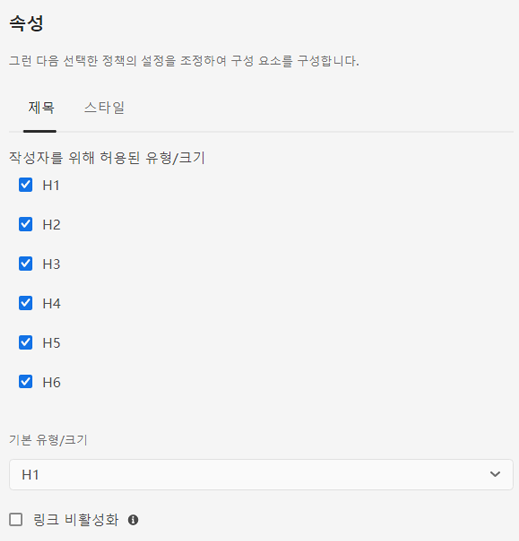 속성
그런 다음 선택한 정책의 설정을 조정하여 구성 요소를 구성합니다.
제목 스타일
작성자를 위해 허용된 유형/크기
H1
H2
H3
H4
H5
H6
기본 유형/크기
H1
링크 비활성화